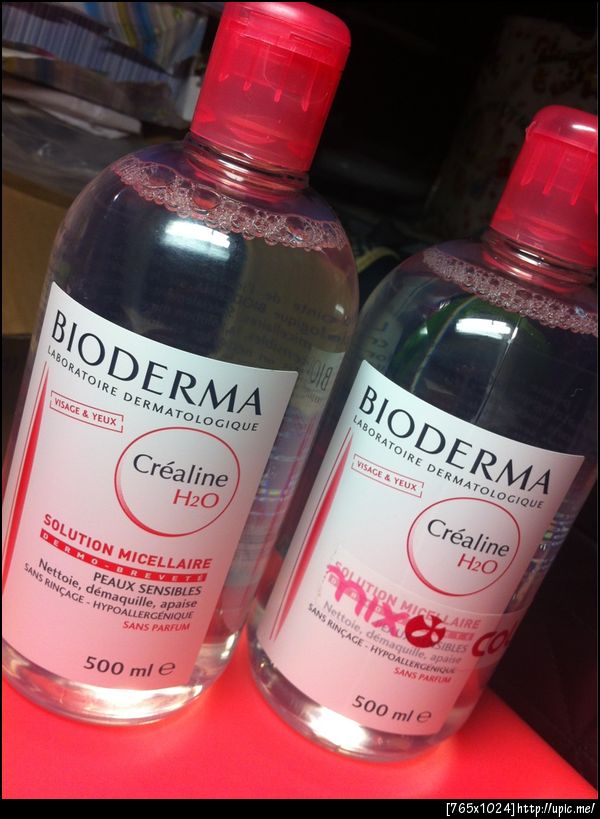 BIODERMA
LABORATOIRE DERMATOLOGIQUE
VISAGE & YEUX
Créaline
H2O
SOLUTION MICELLAIRE
DERMO-BREVETÉ
PEAUX SENSIBLES
Nettoie, démaquille, apaise
SANS RINÇAGE - HYPOALLERGÉNIQUE
SANS PARFUM
500 ml e
BIODERMA
LABORATOIRE DERMATOLOGIQUE
VISAGE & YEUX
Créaline
H2O
SOLUTION MICELLAIRE
mix
Nettoie, démaquille, apaise
SANS RINÇAGE - HYPOALLERGÉNIQUE
SANS PARFUM
500 ml e
[765x1024]http://upic.me/